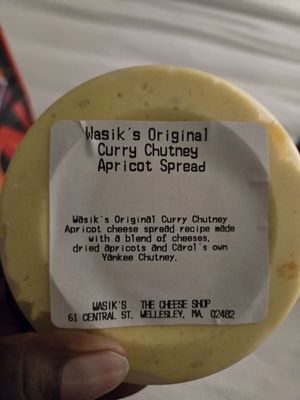 Wasik's Original
Curry Chutney
Apricot Spread
Wasik's Original Curry Chutney
Apricot cheese spread recipe made
with a blend of cheeses,
dried apricots and Carol's own
Yankee Chutney.
WASIK'S THE CHEESE SHOP
61 CENTRAL ST. WELLESLEY, MA. 02482